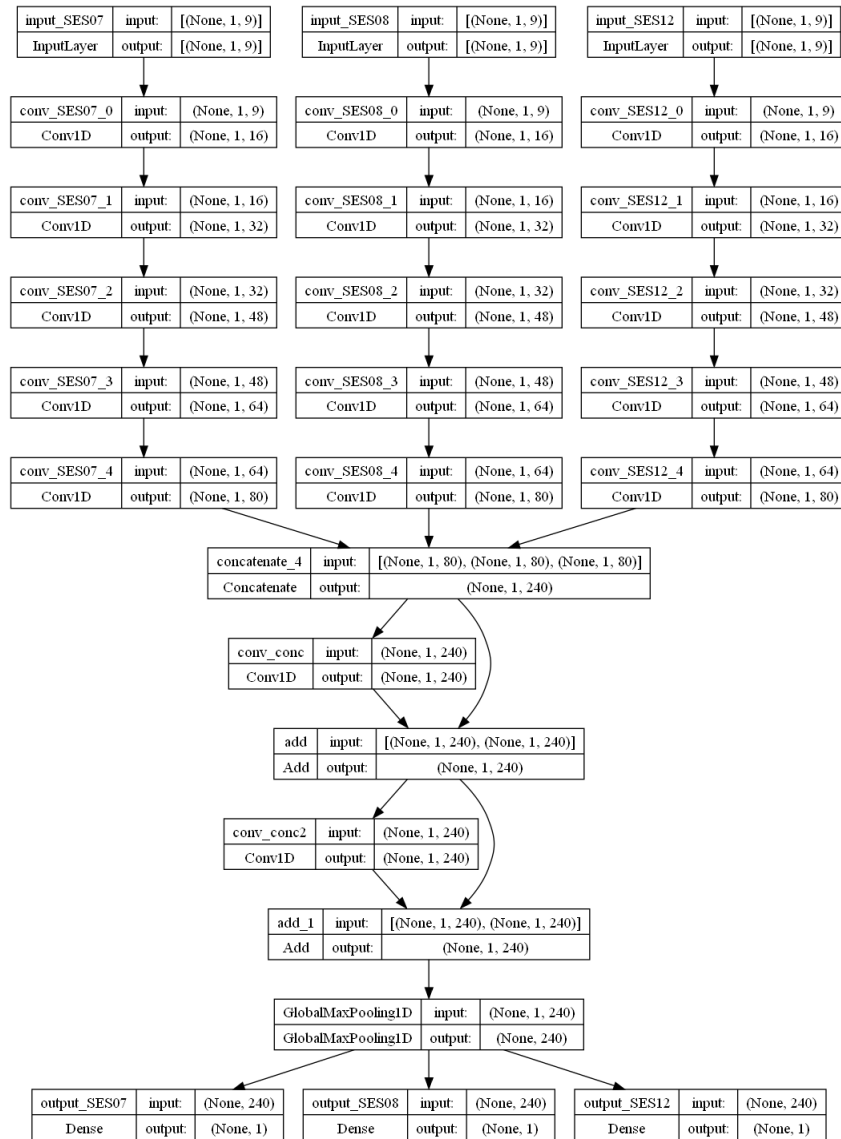 input_SES07 input: [(None, 1, 9)] input_SES08 input: [(None, 1, 9)] input_SES12 input: [(None, 1, 9)]
InputLayer output: [(None, 1, 9)] InputLayer output: [(None, 1, 9)] InputLayer output: [(None, 1, 9)]
conv_SES07_0 input: (None, 1, 9) conv_SES08_0 input: (None, 1, 9) conv_SES12_0 input: (None, 1, 9)
Conv1D output: (None, 1, 16) Conv1D output: (None, 1, 16) Conv1D output: (None, 1, 16)
conv_SES07_1 input: (None, 1, 16) conv_SES08_1 input: (None, 1, 16) conv_SES12_1 input: (None, 1, 16)
Conv1D output: (None, 1, 32) Conv1D output: (None, 1, 32) Conv1D output: (None, 1, 32)
conv_SES07_2 input: (None, 1, 32) conv_SES08_2 input: (None, 1, 32) conv_SES12_2 input: (None, 1, 32)
Conv1D output: (None, 1, 48) Conv1D output: (None, 1, 48) Conv1D output: (None, 1, 48)
conv_SES07_3 input: (None, 1, 48) conv_SES08_3 input: (None, 1, 48) conv_SES12_3 input: (None, 1, 48)
Conv1D output: (None, 1, 64) Conv1D output: (None, 1, 64) Conv1D output: (None, 1, 64)
conv_SES07_4 input: (None, 1, 64) conv_SES08_4 input: (None, 1, 64) conv_SES12_4 input: (None, 1, 64)
Conv1D output: (None, 1, 80) Conv1D output: (None, 1, 80) Conv1D output: (None, 1, 80)
concatenate_4 input: [(None, 1, 80), (None, 1, 80), (None, 1, 80)]
Concatenate output: (None, 1, 240)
conv_conc input: (None, 1, 240)
Conv1D output: (None, 1, 240)
add input: [(None, 1, 240), (None, 1, 240)]
Add output: (None, 1, 240)
conv_conc2 input: (None, 1, 240)
Conv1D output: (None, 1, 240)
add_1 input: [(None, 1, 240), (None, 1, 240)]
Add output: (None, 1, 240)
GlobalMaxPooling1D input: (None, 1, 240)
GlobalMaxPooling1D output: (None, 240)
output_SES07 input: (None, 240) output_SES08 input: (None, 240) output_SES12 input: (None, 240)
Dense output: (None, 1) Dense output: (None, 1) Dense output: (None, 1)